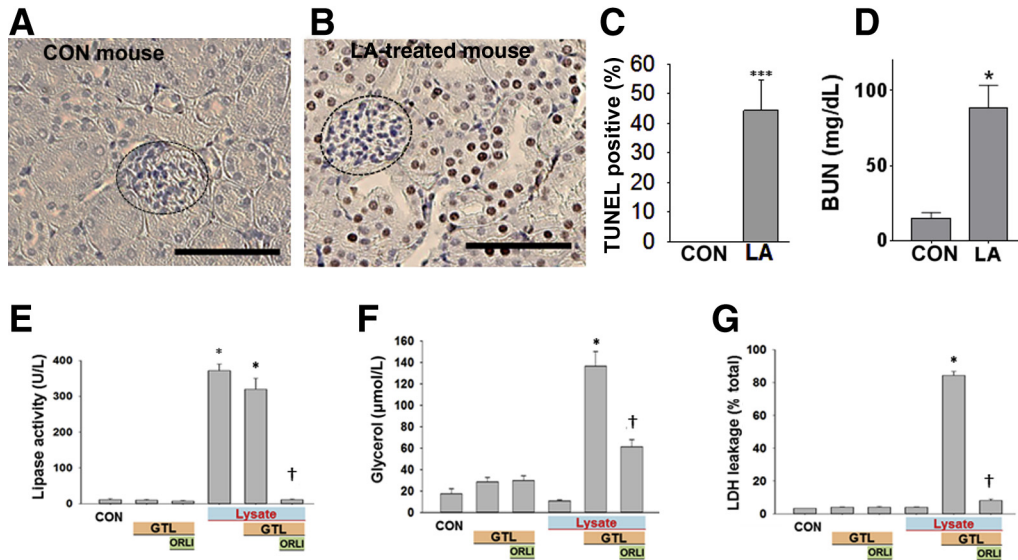 A
CON mouse
B
LA-treated mouse
C
TUNEL positive (%)
60
50
40
30
20
10
0
***
CON LA
D
BUN (mg/dL)
100
50
0
*
CON LA
E
Lipase activity (U/L)
400
300
200
100
0
* * †
CON
Lysate
GTL GTL
ORLI ORLI
F
Glycerol (µmol/L)
160
140
120
100
80
60
40
20
0
* †
CON
Lysate
GTL GTL
ORLI ORLI
G
LDH leakage (% total)
100
80
60
40
20
0
* †
CON
Lysate
GTL GTL
ORLI ORLI